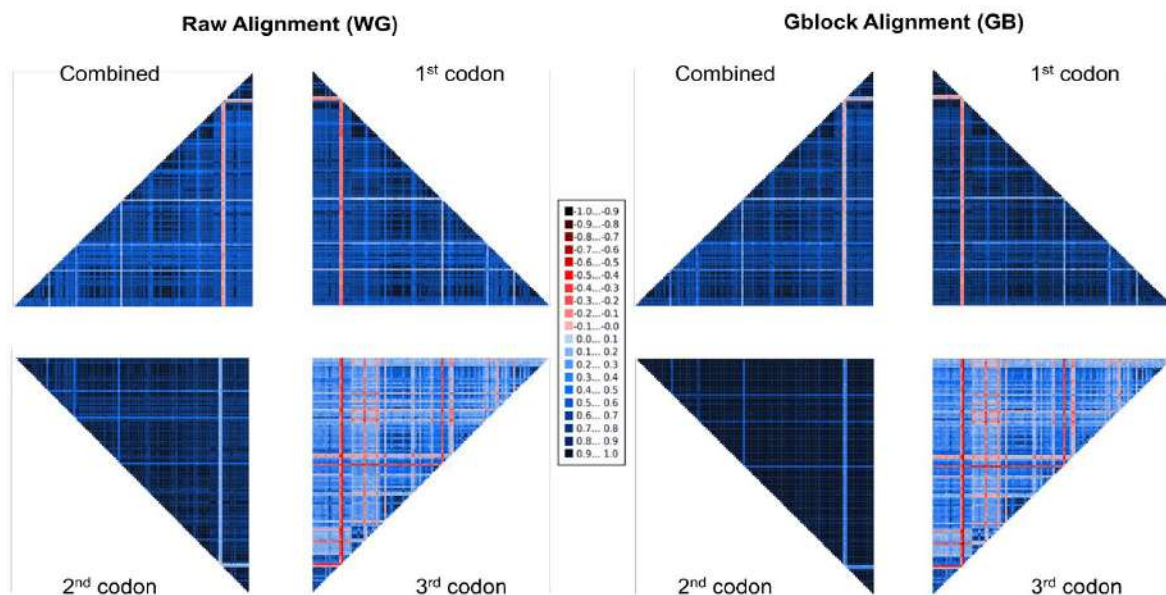 Raw Alignment (WG)
Gblock Alignment (GB)
Combined
1st codon
Combined
1st codon
-1.0...-0.9
-0.9...-0.8
-0.8...-0.7
-0.7...-0.6
-0.6...-0.5
-0.5...-0.4
-0.4...-0.3
-0.3...-0.2
-0.2...-0.1
-0.1...-0.0
0.0... 0.1
0.1... 0.2
0.2... 0.3
0.3... 0.4
0.4... 0.5
0.5... 0.6
0.6... 0.7
0.7... 0.8
0.8... 0.9
0.9... 1.0
2nd codon
3rd codon
2nd codon
3rd codon